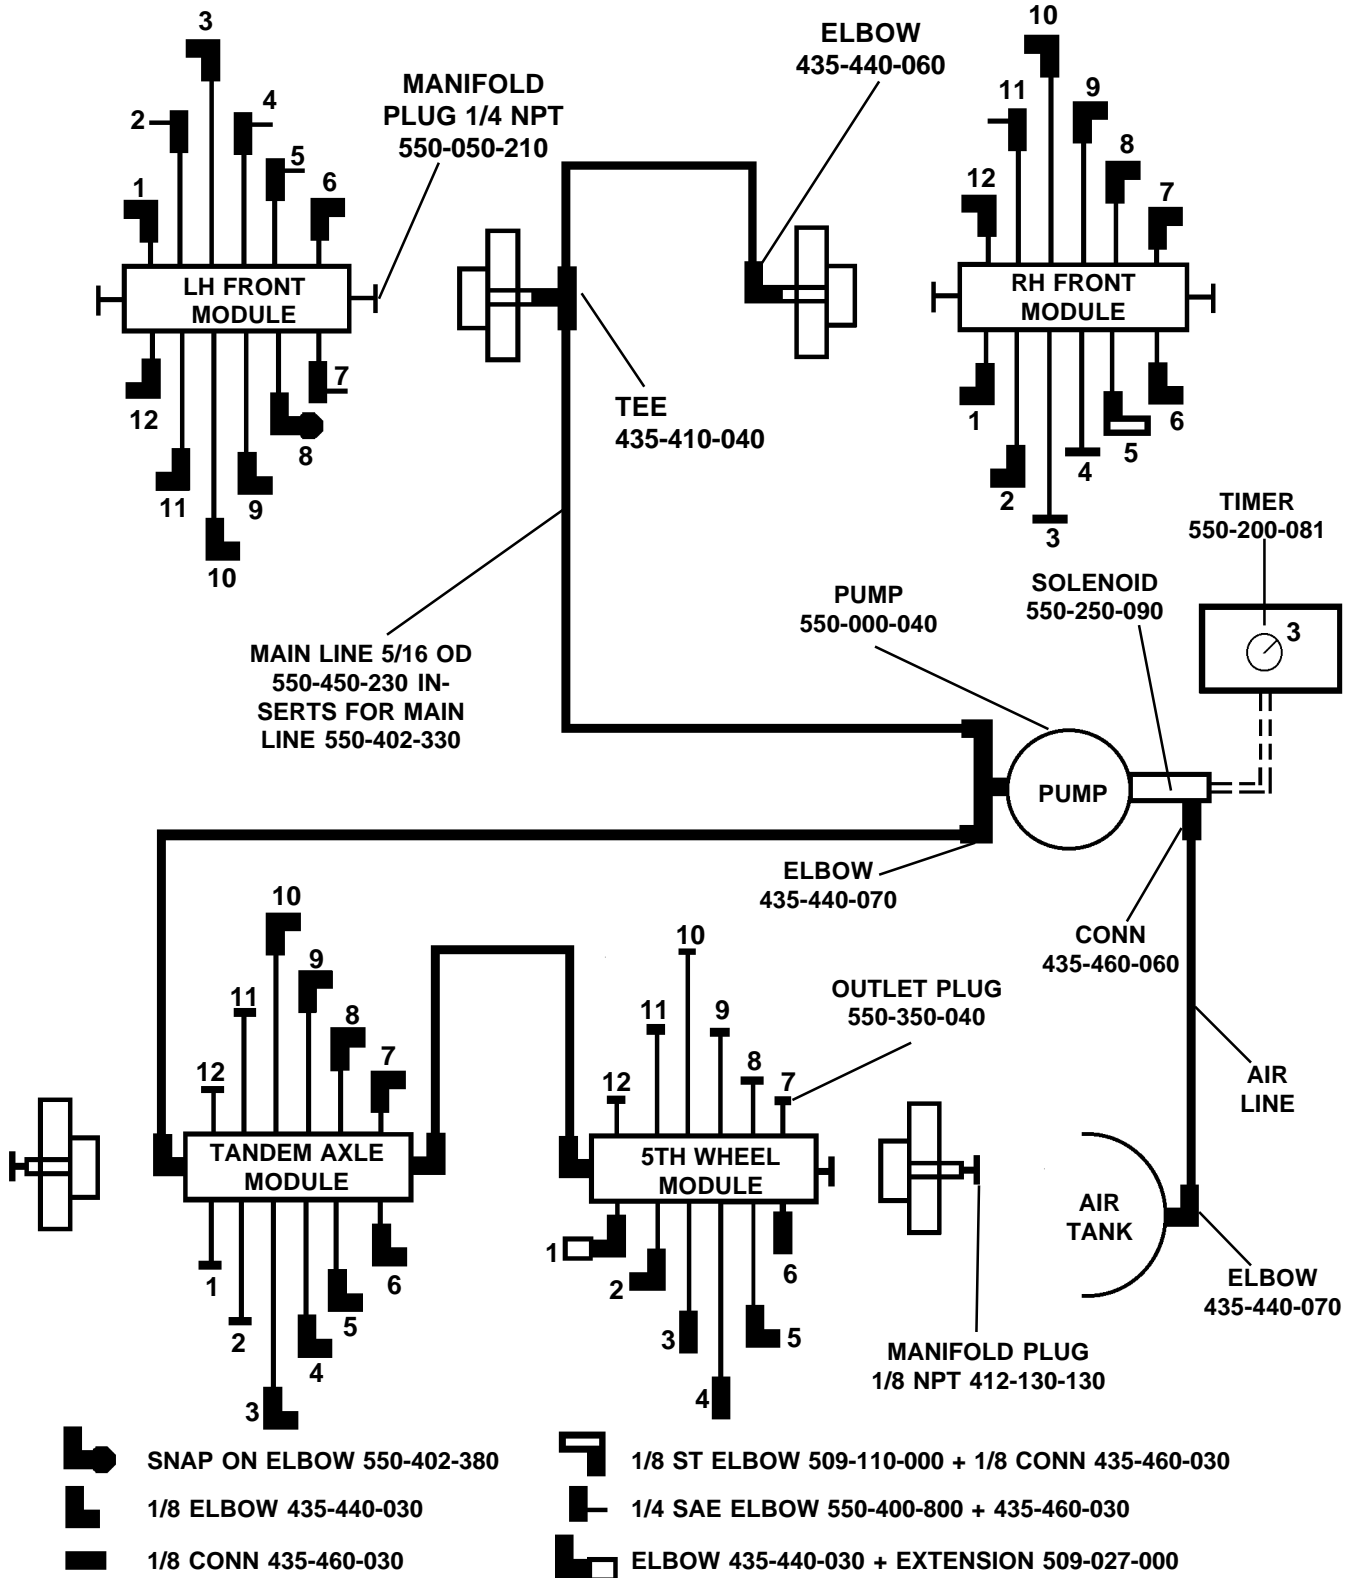 3
10
ELBOW
435-440-060
MANIFOLD
PLUG 1/4 NPT
550-050-210
2
4
11
9
5
8
1
6
12
7
LH FRONT
MODULE
RH FRONT
MODULE
12
7
8
11
9
10
TEE
435-410-040
1
6
5
4
2
3
TIMER
550-200-081
3
SOLENOID
550-250-090
PUMP
550-000-040
MAIN LINE 5/16 OD
550-450-230 IN-
SERTS FOR MAIN
LINE 550-402-330
PUMP
ELBOW
435-440-070
CONN
435-460-060
10
9
11
8
12
7
10
11
9
8
12
7
OUTLET PLUG
550-350-040
AIR
LINE
TANDEM AXLE
MODULE
5TH WHEEL
MODULE
AIR
TANK
1
2
3
4
5
6
1
2
3
4
5
6
ELBOW
435-440-070
MANIFOLD PLUG
1/8 NPT 412-130-130
SNAP ON ELBOW 550-402-380
1/8 ST ELBOW 509-110-000 + 1/8 CONN 435-460-030
1/8 ELBOW 435-440-030
1/4 SAE ELBOW 550-400-800 + 435-460-030
1/8 CONN 435-460-030
ELBOW 435-440-030 + EXTENSION 509-027-000